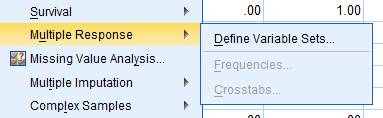 Survival
.00 1.00
Multiple Response
Define Variable Sets...
Missing Value Analysis...
Frequencies...
Multiple Imputation
Crosstabs...
Complex Samples